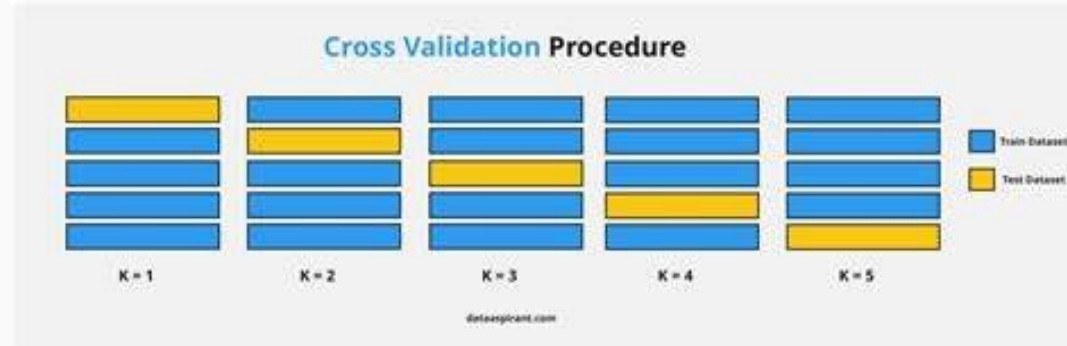 Cross Validation Procedure
Train Dataset
Test Dataset
K = 1
K = 2
K = 3
K = 4
K = 5
dataaspirant.com